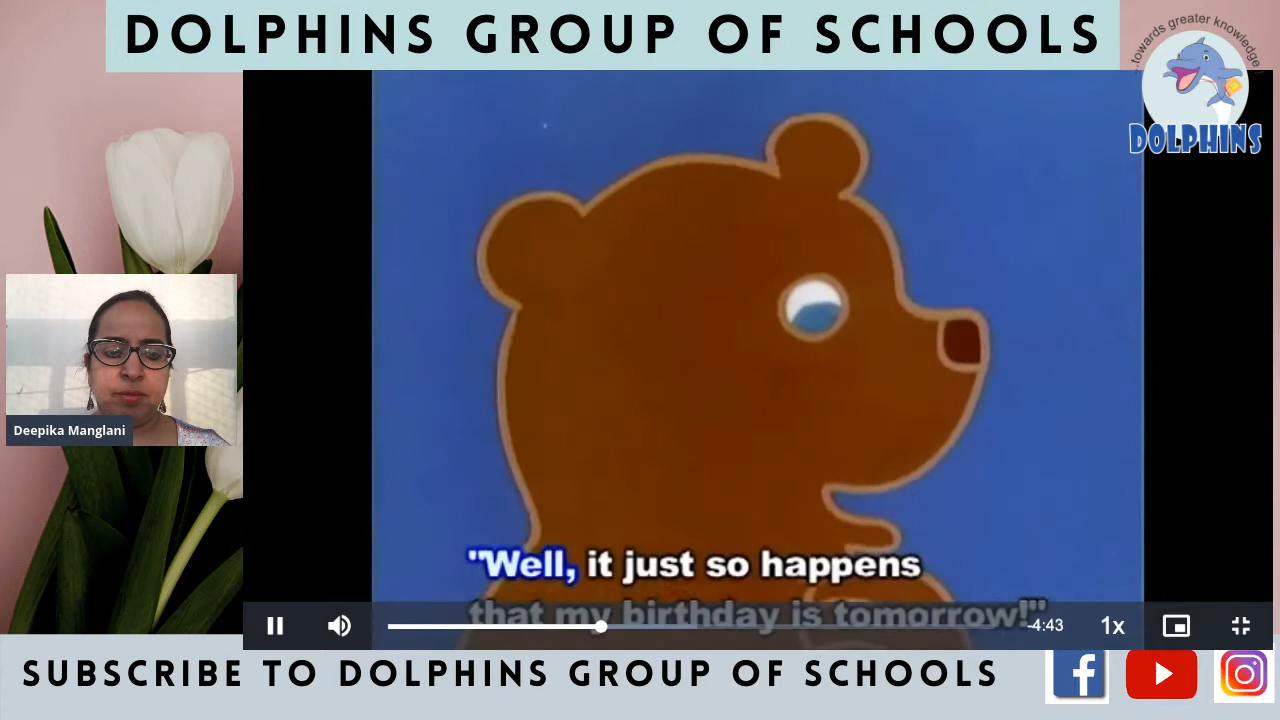 DOLPHINS GROUP OF SCHOOLS
...towards greater knowledge
DOLPHINS
Deepika Manglani
"Well, it just so happens
that my birthday is tomorrow!"
-4:43
1x
SUBSCRIBE TO DOLPHINS GROUP OF SCHOOLS